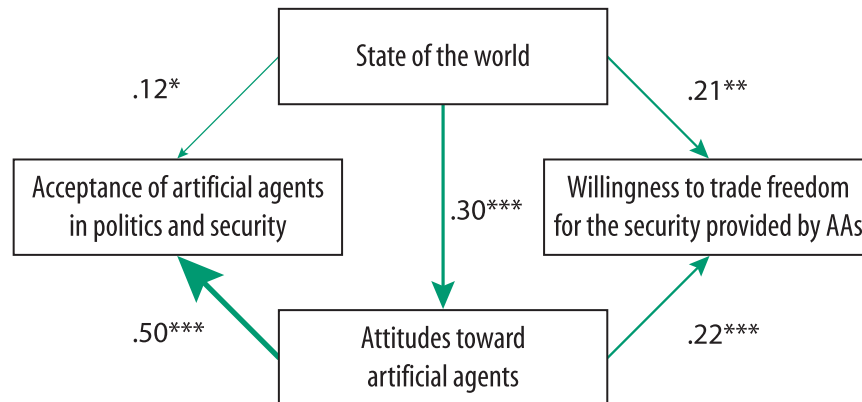 State of the world
.12*
.21**
Acceptance of artificial agents
in politics and security
.30***
Willingness to trade freedom
for the security provided by AAs
.50***
Attitudes toward
artificial agents
.22***